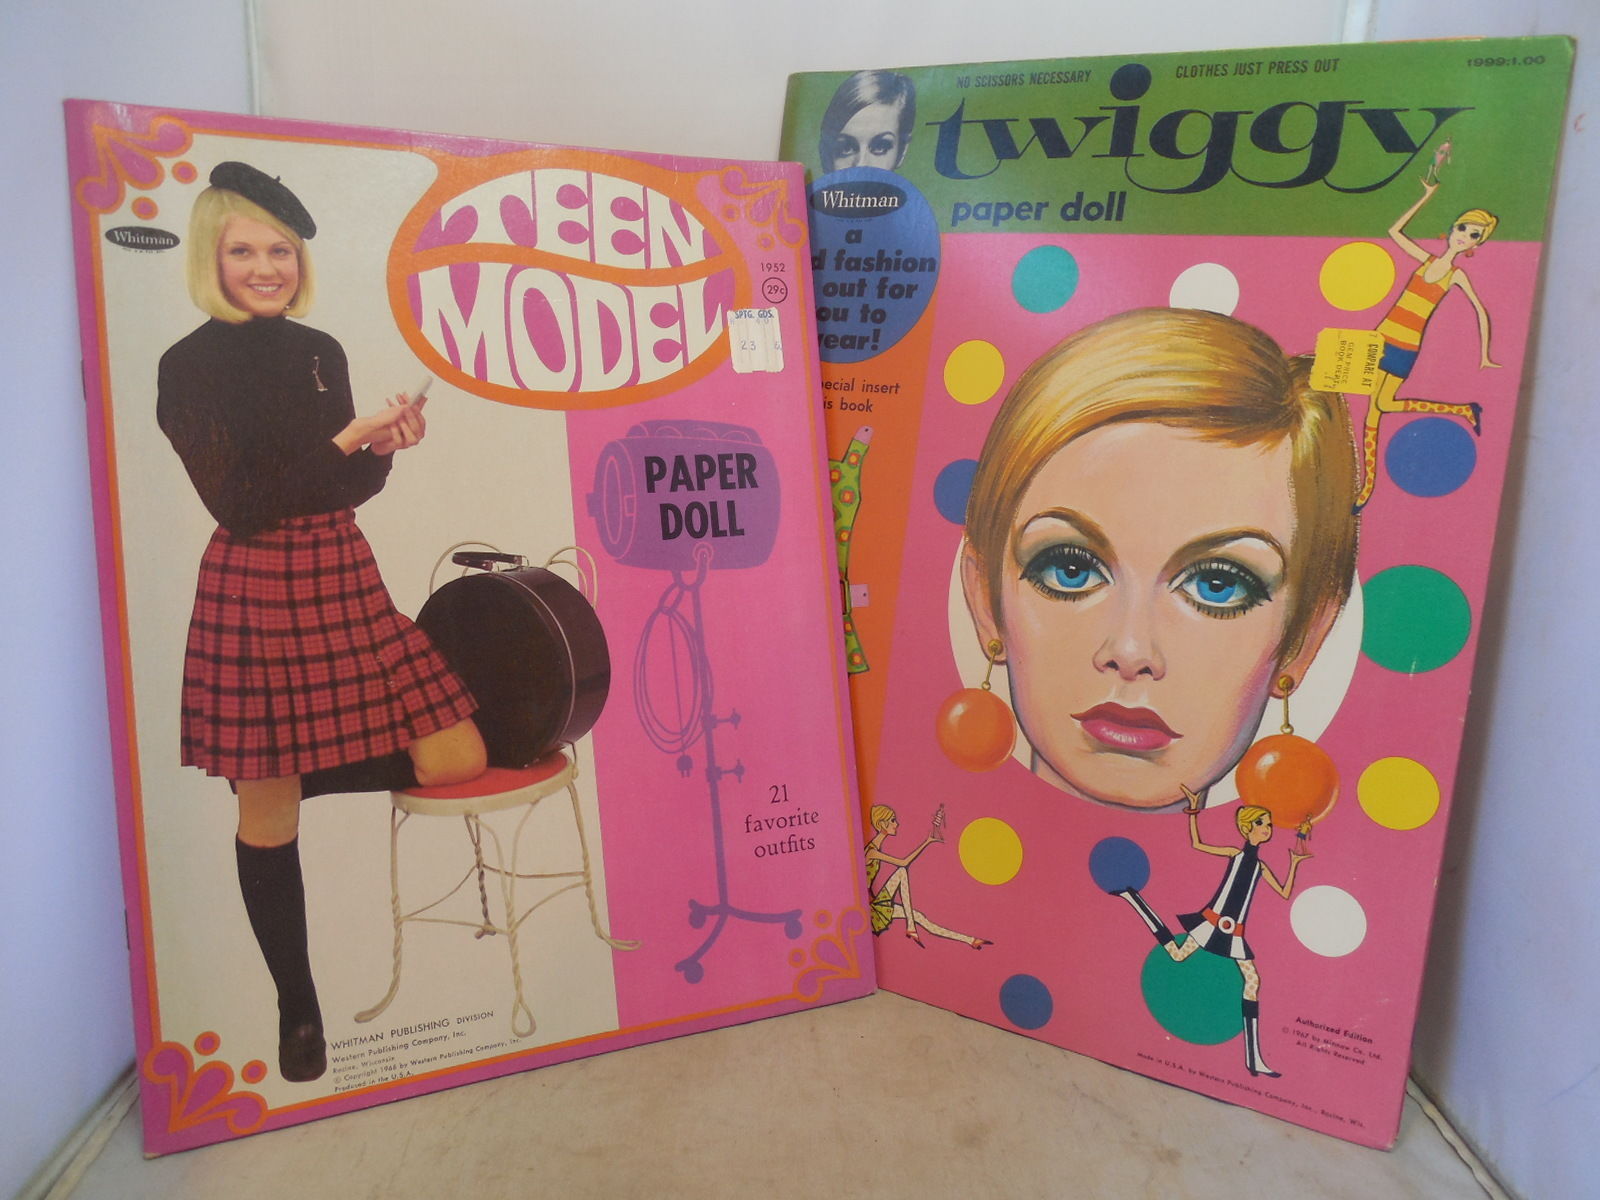 Whitman
TEEN
MODEL
1952
29c
SPTG. GDS.
23
PAPER
DOLL
21
favorite
outfits
WHITMAN PUBLISHING DIVISION
Western Publishing Company, Inc.
Racine, Wisconsin
© Copyright 1968 by Western Publishing Company, Inc.
Produced in the U.S.A.
NO SCISSORS NECESSARY
CLOTHES JUST PRESS OUT
1999:1.00
twiggy
paper doll
Whitman
a
d fashion
out for
ou to
ear!
pecial insert
is book
COMPARE AT
GEM PRICE
BOOK DEPT.
Authorized Edition
© 1967 by Minnow Co. Ltd.
All Rights Reserved
Made in U.S.A. by Western Publishing Company, Inc., Racine, Wis.